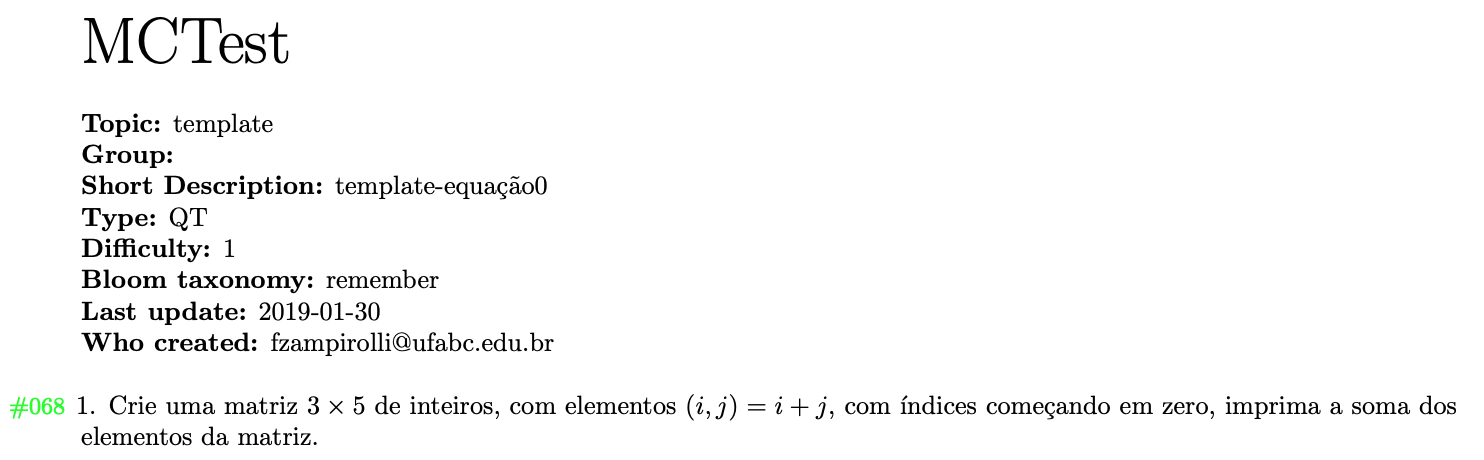 MCTest
Topic: template
Group:
Short Description: template-equação0
Type: QT
Difficulty: 1
Bloom taxonomy: remember
Last update: 2019-01-30
Who created: fzampirolli@ufabc.edu.br
#068 1. Crie uma matriz 3 × 5 de inteiros, com elementos (i, j) = i + j, com índices começando em zero, imprima a soma dos
elementos da matriz.